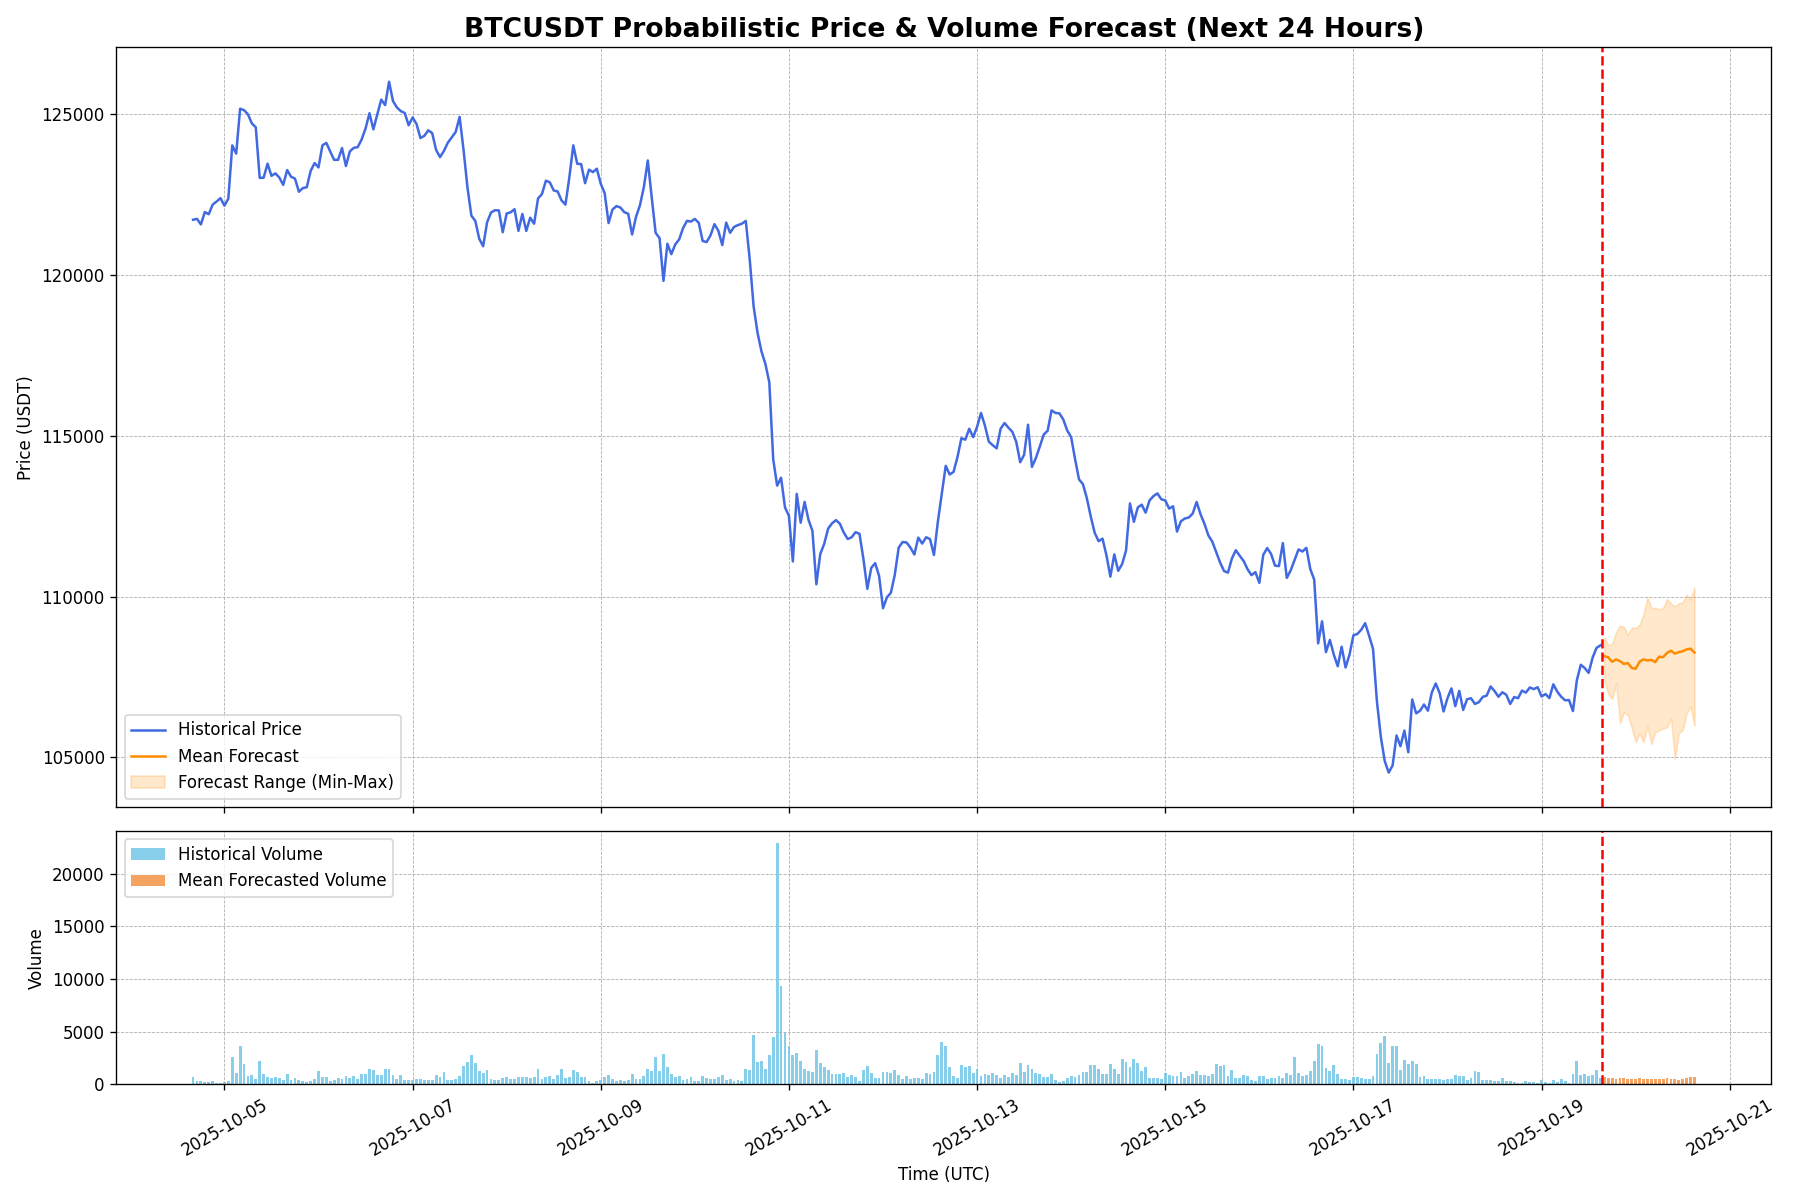 BTCUSDT Probabilistic Price & Volume Forecast (Next 24 Hours)
125000
120000
115000
110000
105000
Price (USDT)
Historical Price
Mean Forecast
Forecast Range (Min-Max)
Historical Volume
Mean Forecasted Volume
20000
15000
10000
5000
0
Volume
2025-10-05
2025-10-07
2025-10-09
2025-10-11
2025-10-13
2025-10-15
2025-10-17
2025-10-19
2025-10-21
Time (UTC)